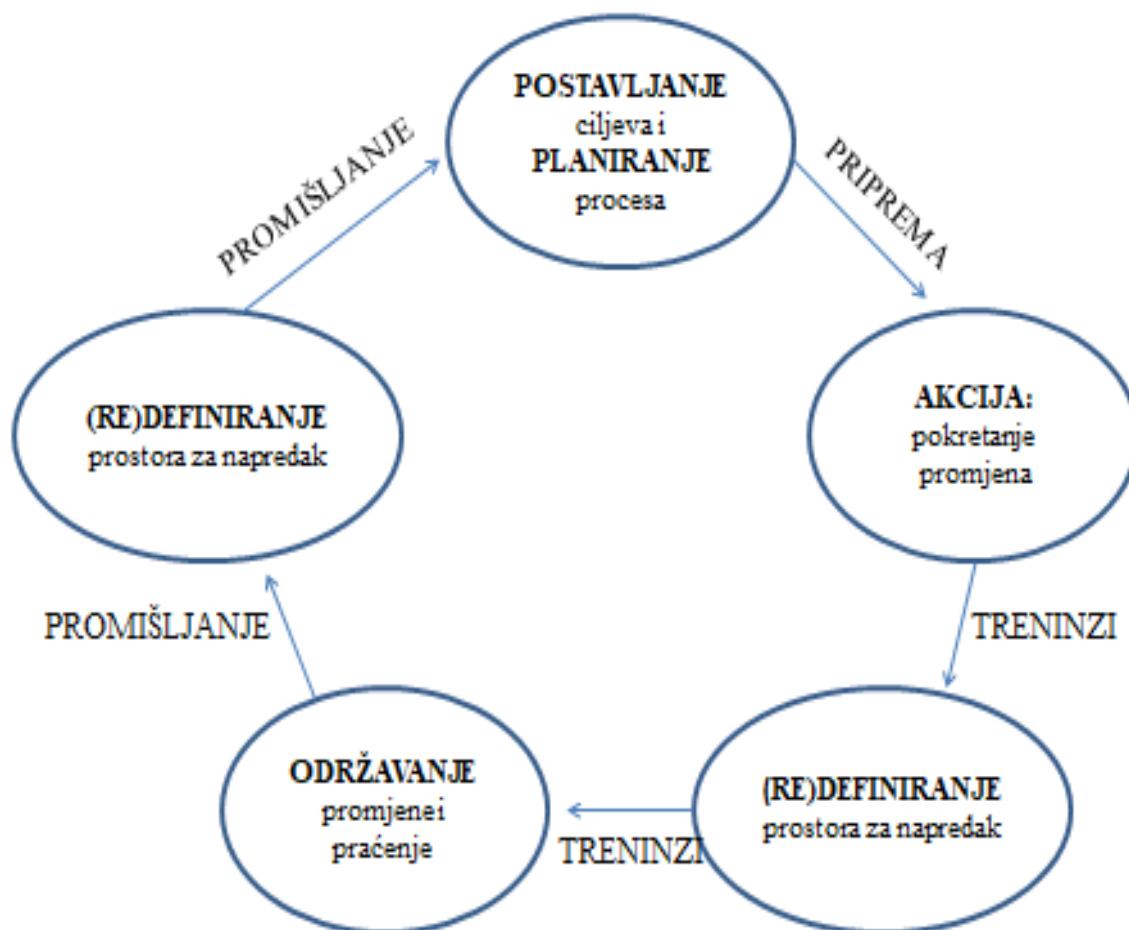 POSTAVLJANJE
ciljeva i
PLANIRANJE
procesa
PRIPREMA
AKCIJA:
pokretanje
promjena
TRENINZI
(RE)DEFINIRANJE
prostora za napredak
TRENINZI
ODRŽAVANJE
promjene i
praćenje
PROMIŠLJANJE
(RE)DEFINIRANJE
prostora za napredak
PROMIŠLJANJE